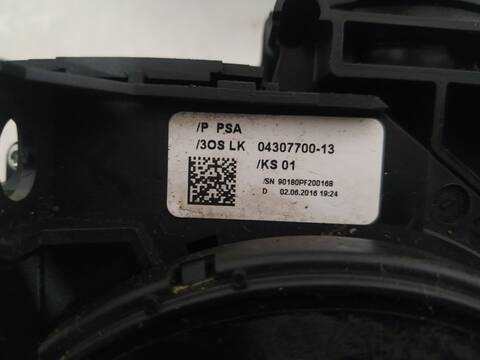 /P PSA
/3OS LK 04307700-13
/KS 01
/SN 90180PF200168
D 02.06.2016 19:24